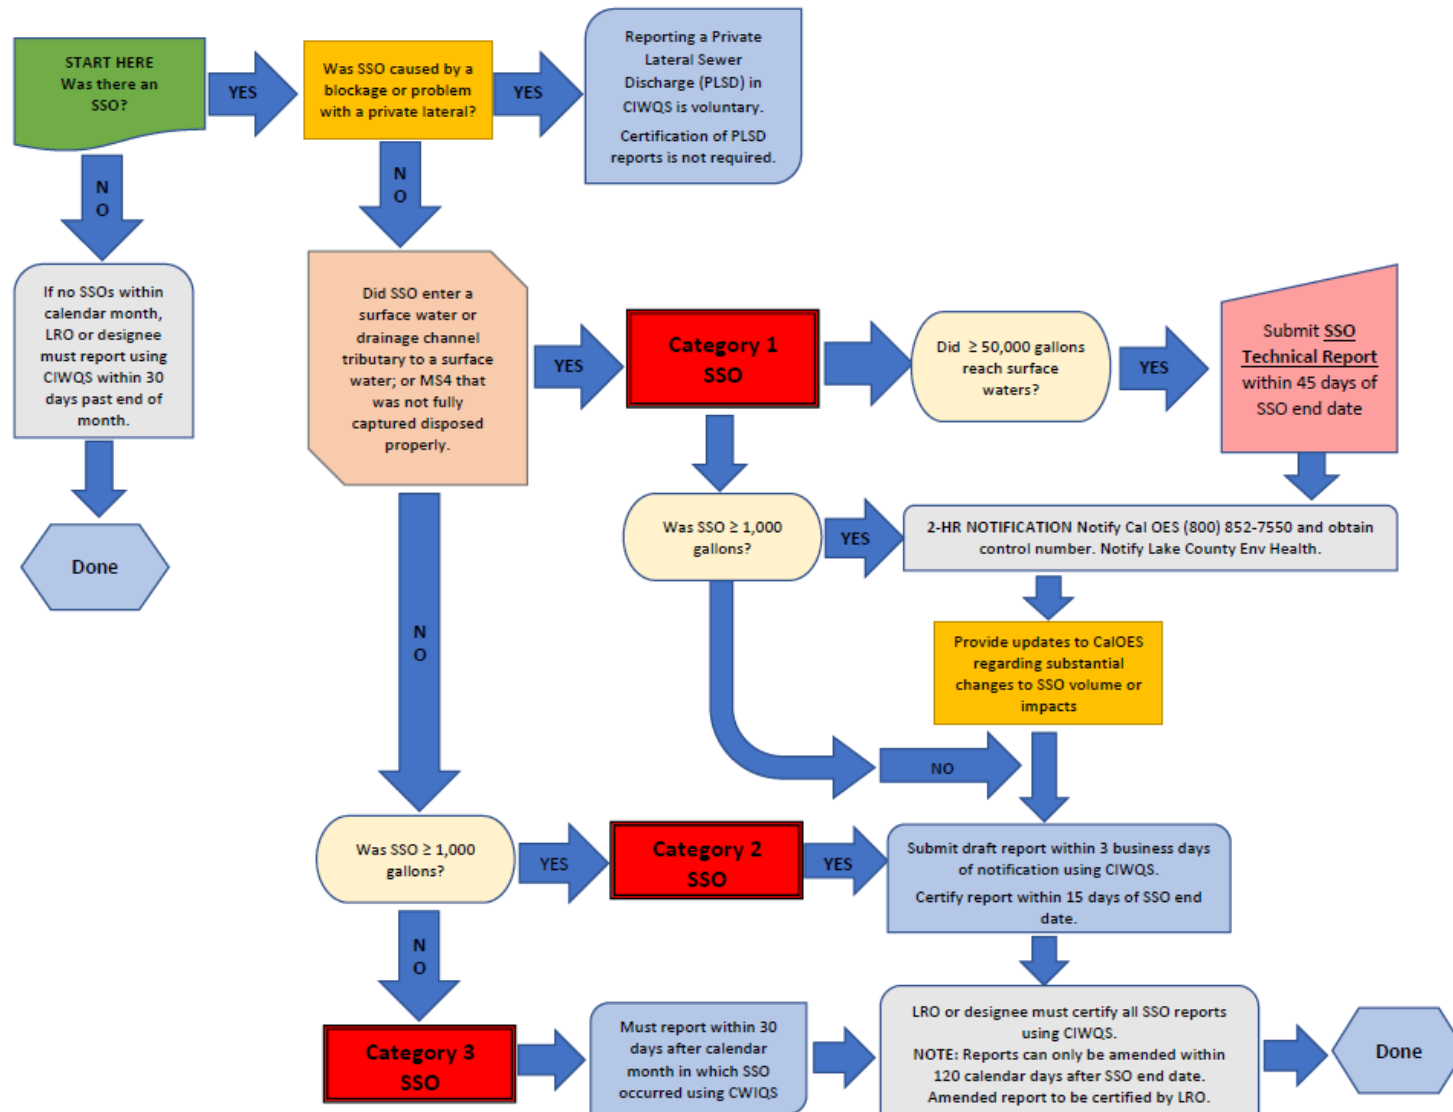 START HERE
Was there an
SSO?
YES
Was SSO caused by a
blockage or problem
with a private lateral?
YES
Reporting a Private
Lateral Sewer
Discharge (PLSD) in
CIWQS is voluntary.
Certification of PLSD
reports is not required.
N
O
N
O
If no SSOs within
calendar month,
LRO or designee
must report using
CIWQS within 30
days past end of
month.
Done
Did SSO enter a
surface water or
drainage channel
tributary to a surface
water; or MS4 that
was not fully
captured disposed
properly.
YES
Category 1
SSO
Did ≥ 50,000 gallons
reach surface
waters?
YES
Submit SSO
Technical Report
within 45 days of
SSO end date
Was SSO ≥ 1,000
gallons?
YES
2-HR NOTIFICATION Notify Cal OES (800) 852-7550 and obtain
control number. Notify Lake County Env Health.
Provide updates to CalOES
regarding substantial
changes to SSO volume or
impacts
NO
N
O
Was SSO ≥ 1,000
gallons?
YES
Category 2
SSO
YES
Submit draft report within 3 business days
of notification using CIWQS.
Certify report within 15 days of SSO end
date.
N
O
Category 3
SSO
Must report within 30
days after calendar
month in which SSO
occurred using CWIQS
LRO or designee must certify all SSO reports
using CIWQS.
NOTE: Reports can only be amended within
120 calendar days after SSO end date.
Amended report to be certified by LRO.
Done